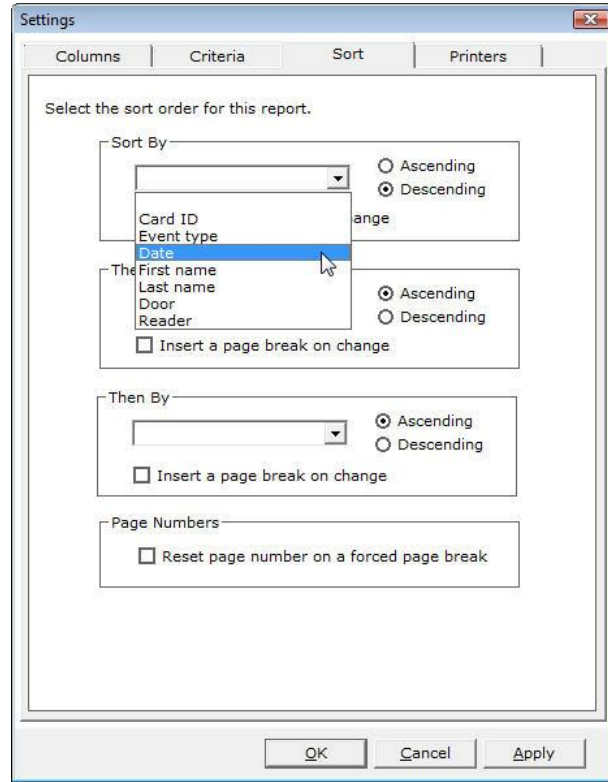 Settings
Columns Criteria Sort Printers
Select the sort order for this report.
Sort By
Ascending
Descending
ange
Card ID
Event type
Date
First name
Last name
Door
Reader
The
Ascending
Descending
Insert a page break on change
Then By
Ascending
Descending
Insert a page break on change
Page Numbers
Reset page number on a forced page break
OK Cancel Apply